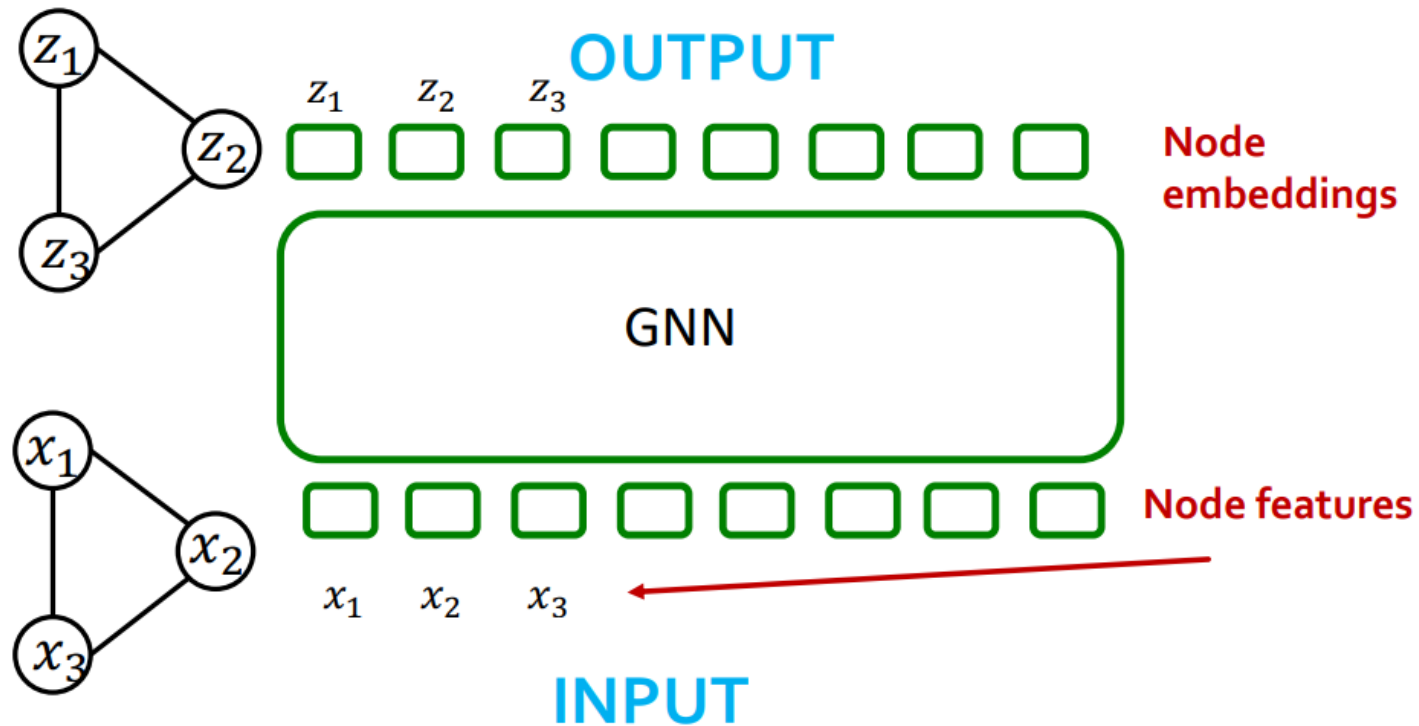 OUTPUT
z₁
z₂
z₃
z₁ z₂ z₃
Node
embeddings
GNN
x₁
x₂
x₃
Node features
x₁ x₂ x₃
INPUT